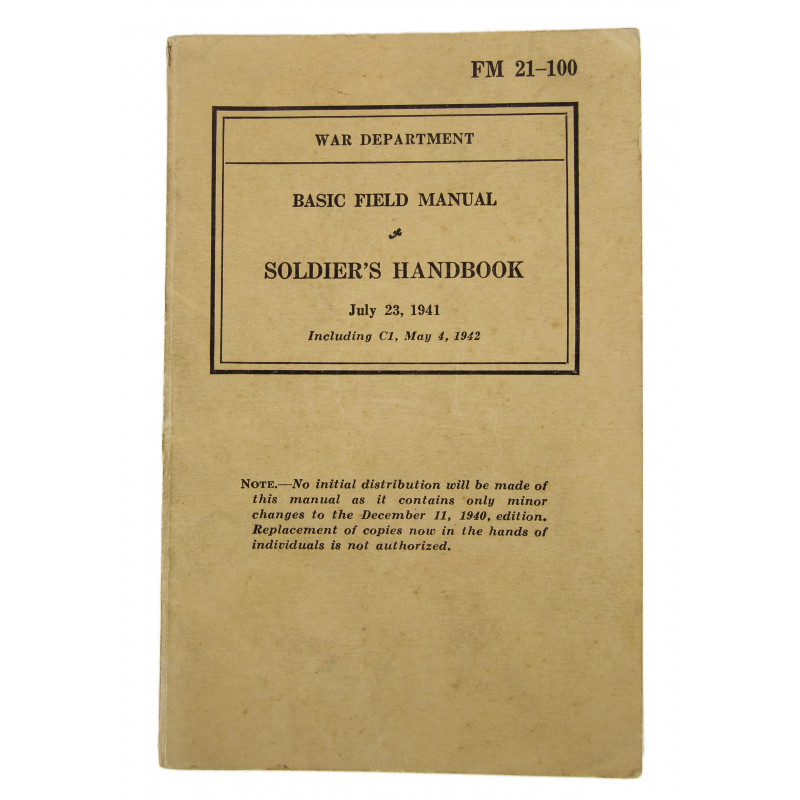 FM 21–100
WAR DEPARTMENT
BASIC FIELD MANUAL
SOLDIER'S HANDBOOK
July 23, 1941
Including C1, May 4, 1942
NOTE.—No initial distribution will be made of
this manual as it contains only minor
changes to the December 11, 1940, edition.
Replacement of copies now in the hands of
individuals is not authorized.